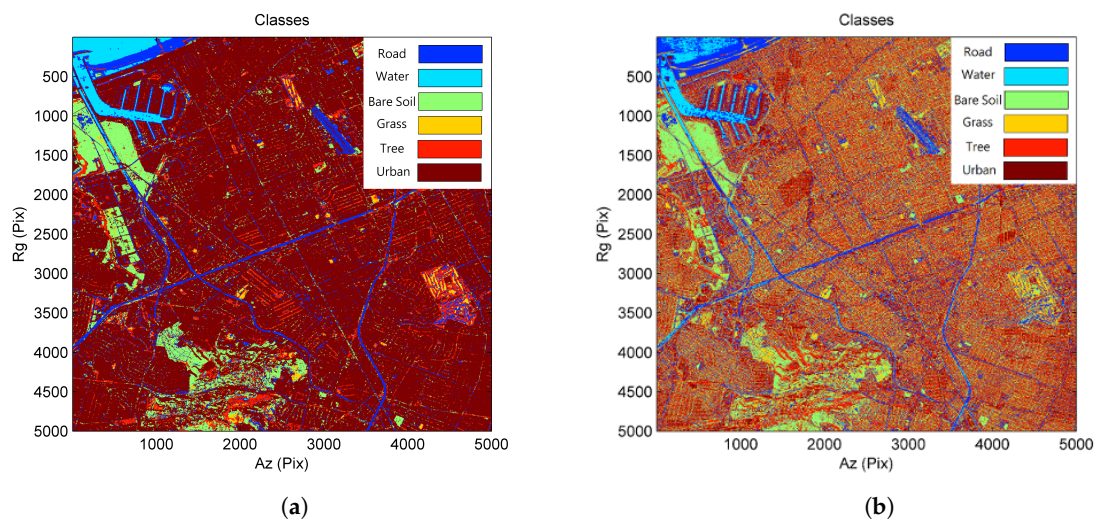 Classes
Road
Water
Bare Soil
Grass
Tree
Urban
500
1000
1500
2000
2500
3000
3500
4000
4500
5000
Rg (Pix)
1000 2000 3000 4000 5000
Az (Pix)
(a)
Classes
Road
Water
Bare Soil
Grass
Tree
Urban
500
1000
1500
2000
2500
3000
3500
4000
4500
5000
Rg (Pix)
1000 2000 3000 4000 5000
Az (Pix)
(b)